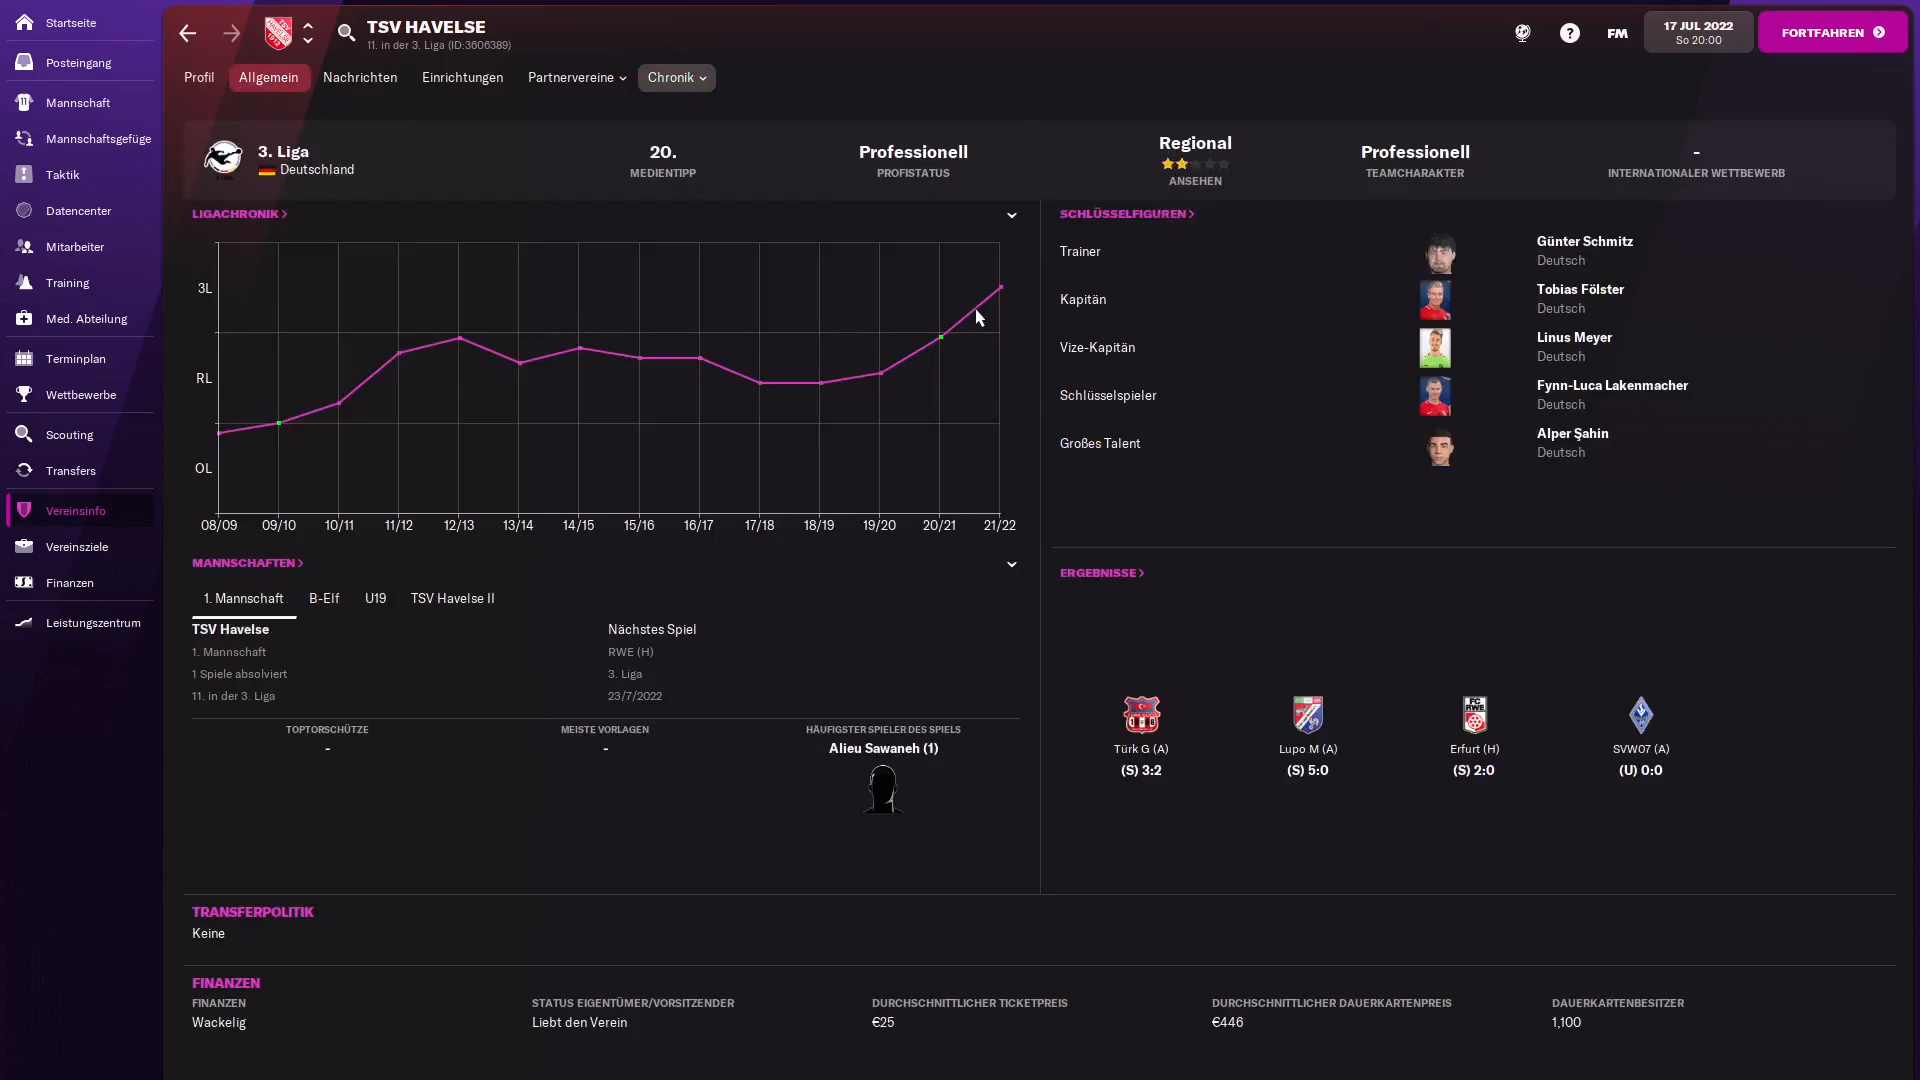 Startseite
Posteingang
Mannschaft
Mannschaftsgefüge
Taktik
Datencenter
Mitarbeiter
Training
Med. Abteilung
Terminplan
Wettbewerbe
Scouting
Transfers
Vereinsinfo
Vereinsziele
Finanzen
Leistungszentrum
TSV HAVELSE
11. in der 3. Liga (ID:3606389)
FM
17 JUL 2022
So 20:00
FORTFAHREN
Profil Allgemein Nachrichten Einrichtungen Partnervereine Chronik
3. Liga
Deutschland
20.
MEDIENTIPP
Professionell
PROFISTATUS
Regional
ANSEHEN
Professionell
TEAMCHARAKTER
-
INTERNATIONALER WETTBEWERB
LIGACHRONIK >
3L
RL
OL
08/09 09/10 10/11 11/12 12/13 13/14 14/15 15/16 16/17 17/18 18/19 19/20 20/21 21/22
SCHLÜSSELFIGUREN >
Trainer
Günter Schmitz
Deutsch
Kapitän
Tobias Fölster
Deutsch
Vize-Kapitän
Linus Meyer
Deutsch
Schlüsselspieler
Fynn-Luca Lakenmacher
Deutsch
Großes Talent
Alper Şahin
Deutsch
MANNSCHAFTEN >
1. Mannschaft B-Elf U19 TSV Havelse II
TSV Havelse
1. Mannschaft
1 Spiele absolviert
11. in der 3. Liga
Nächstes Spiel
RWE (H)
3. Liga
23/7/2022
TOPTORSCHÜTZE
-
MEISTE VORLAGEN
-
HÄUFIGSTER SPIELER DES SPIELS
Alieu Sawaneh (1)
ERGEBNISSE >
Türk G (A)
(S) 3:2
Lupo M (A)
(S) 5:0
Erfurt (H)
(S) 2:0
SVW07 (A)
(U) 0:0
TRANSFERPOLITIK
Keine
FINANZEN
FINANZEN
Wackelig
STATUS EIGENTÜMER/VORSITZENDER
Liebt den Verein
DURCHSCHNITTLICHER TICKETPREIS
€25
DURCHSCHNITTLICHER DAUERKARTENPREIS
€446
DAUERKARTENBESITZER
1,100